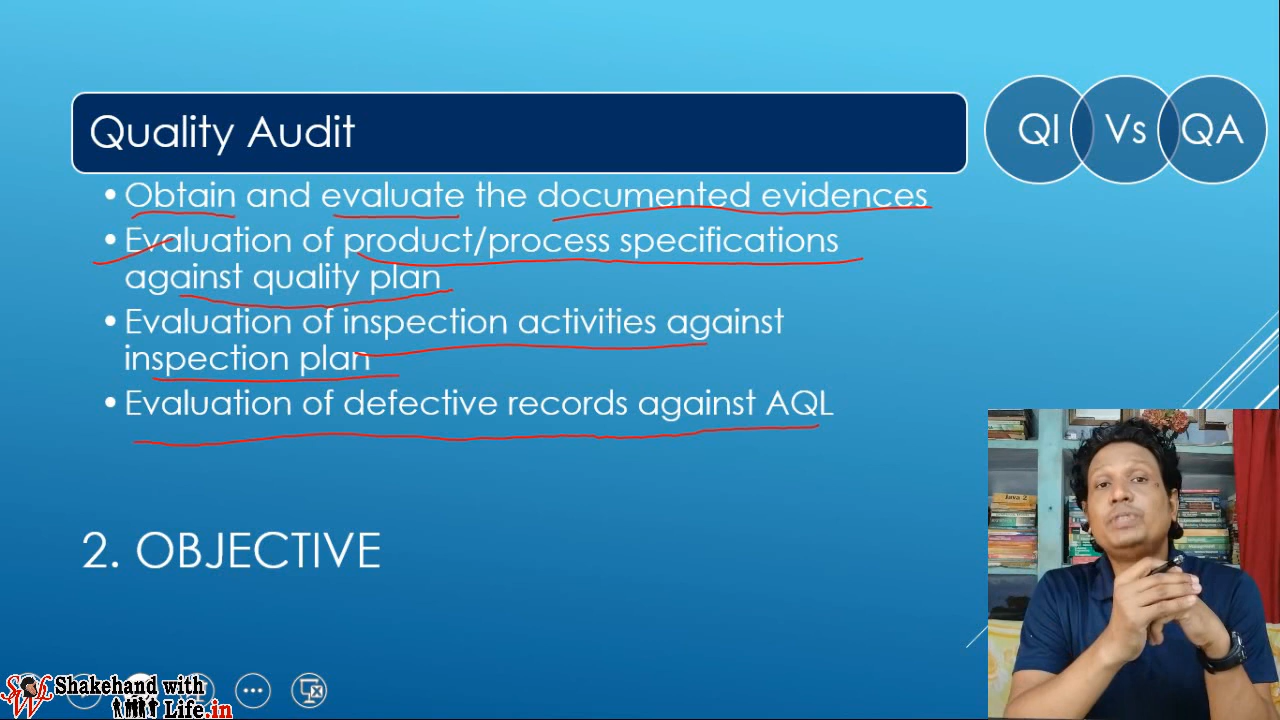 Quality Audit
QI Vs QA
• Obtain and evaluate the documented evidences
• Evaluation of product/process specifications
against quality plan
• Evaluation of inspection activities against
inspection plan
• Evaluation of defective records against AQL
2. OBJECTIVE
Java 2
Shakehand with
Life.in